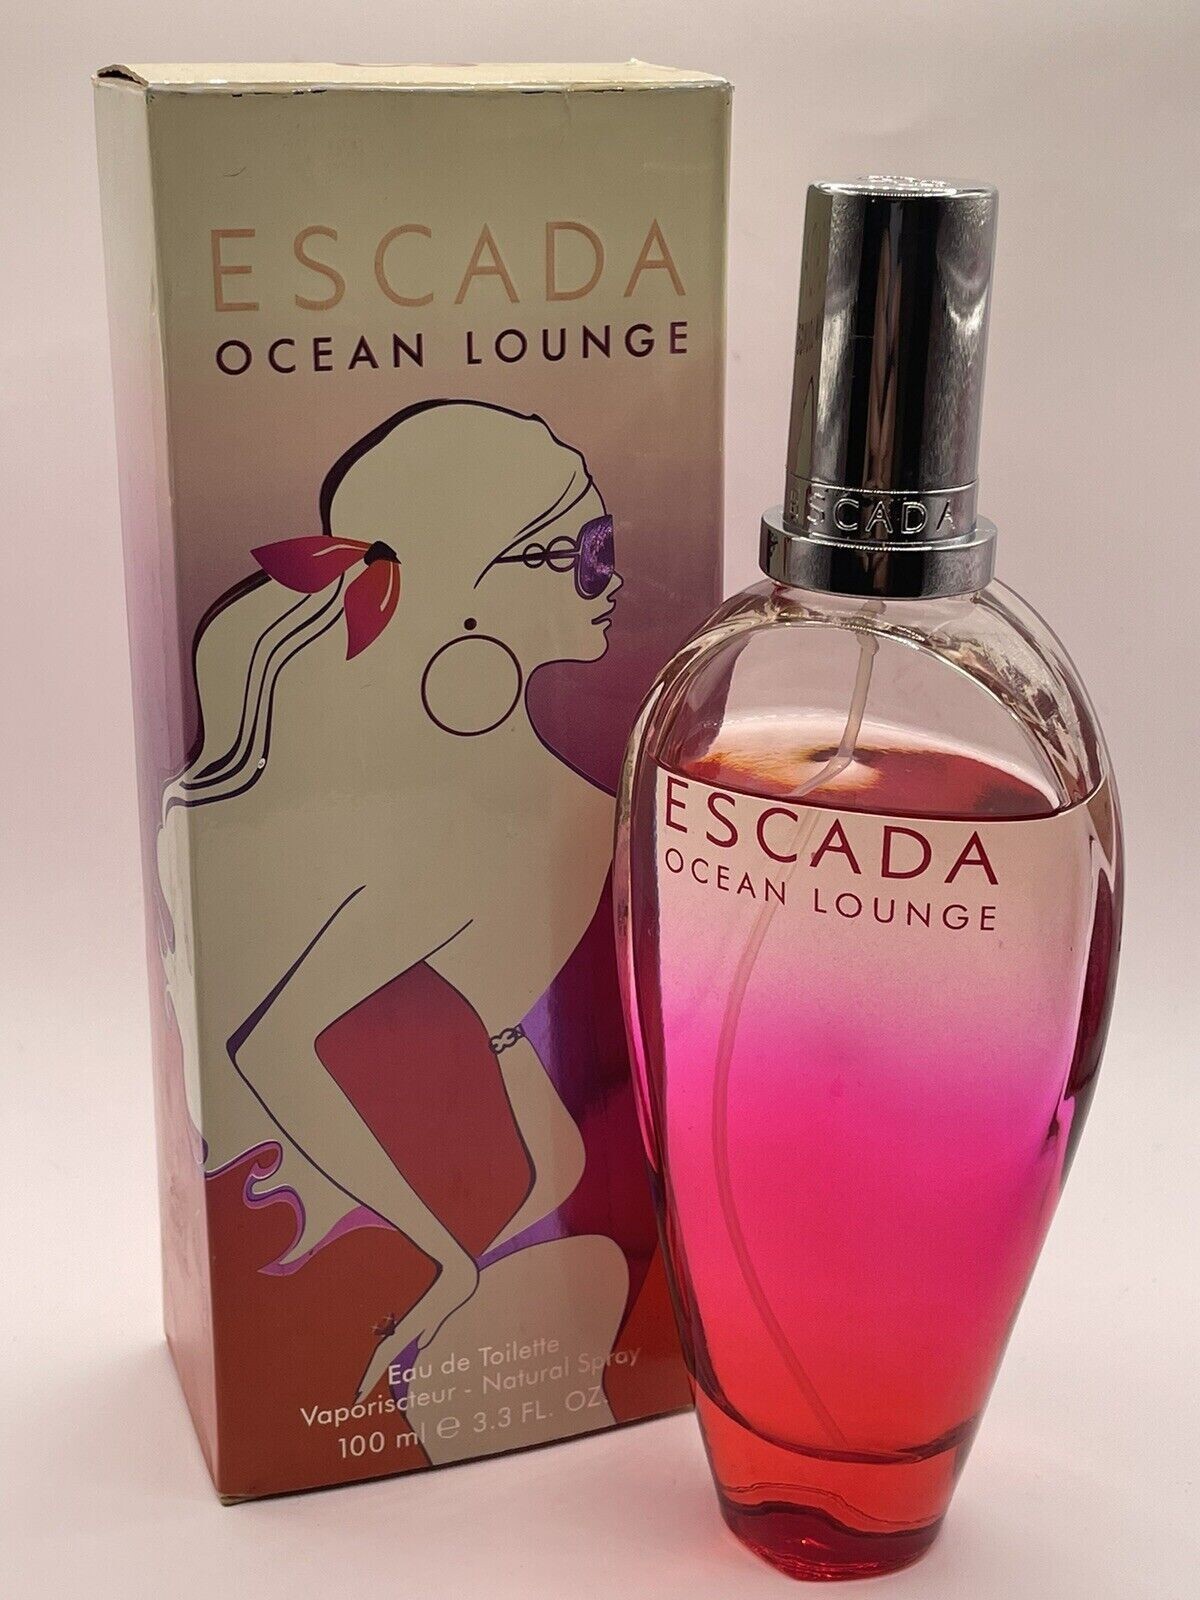 ESCADA
OCEAN LOUNGE
Eau de Toilette
Vaporisateur - Natural Spray
100 ml ℮ 3.3 FL. OZ.
ESCADA
ESCADA
OCEAN LOUNGE